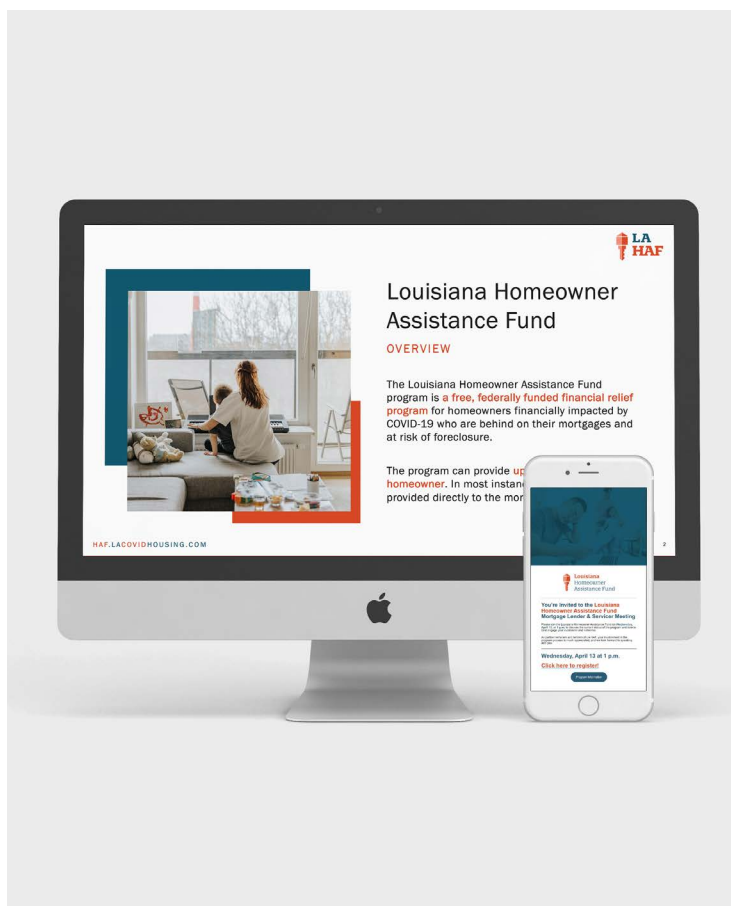 LA
HAF
Louisiana Homeowner
Assistance Fund
OVERVIEW
The Louisiana Homeowner Assistance Fund
program is a free, federally funded financial relief
program for homeowners financially impacted by
COVID-19 who are behind on their mortgages and
at risk of foreclosure.
The program can provide up
homeowner. In most
provided directly to the
HAF.LACOVIDHOUSING.COM
2
Louisiana
Homeowner
Assistance Fund
You're invited to the Louisiana
Homeowner Assistance Fund
Mortgage Lender & Servicer Meeting
Wednesday, April 13 at 1 p.m.
Click here to register!